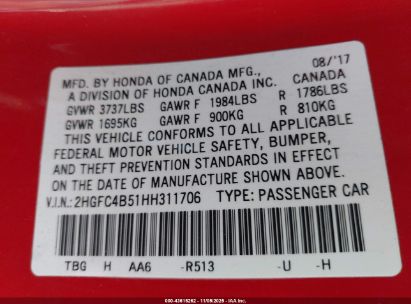 MFD. BY HONDA OF CANADA MFG., 08/'17
A DIVISION OF HONDA CANADA INC. CANADA
GVWR 3737LBS GAWR F 1984LBS R 1786LBS
GVWR 1695KG GAWR F 900KG R 810KG
THIS VEHICLE CONFORMS TO ALL APPLICABLE
FEDERAL MOTOR VEHICLE SAFETY, BUMPER,
AND THEFT PREVENTION STANDARDS IN EFFECT
ON THE DATE OF MANUFACTURE SHOWN ABOVE.
V.I.N.: 2HGFC4B51HH311706 TYPE: PASSENGER CAR
TBG H AA6 -R513 -U -H